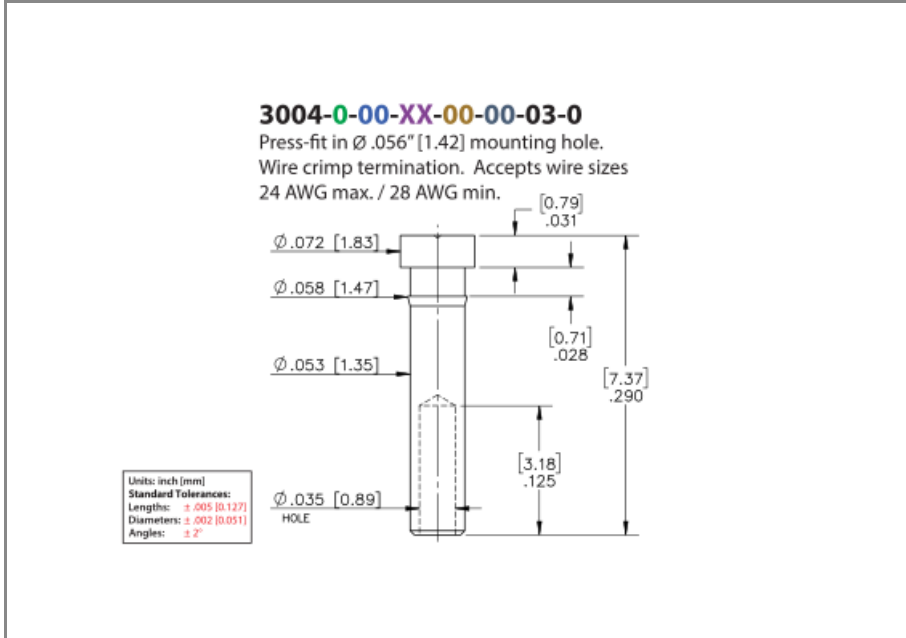 3004-0-00-XX-00-00-03-0
Press-fit in Ø .056" [1.42] mounting hole.
Wire crimp termination.  Accepts wire sizes
24 AWG max. / 28 AWG min.
[0.79]
.031
Ø.072 [1.83]
Ø.058 [1.47]
[0.71]
.028
Ø.053 [1.35]
[7.37]
.290
[3.18]
.125
Ø.035 [0.89]
HOLE
Units: inch [mm]
Standard Tolerances:
Lengths: ± .005 [0.127]
Diameters: ± .002 [0.051]
Angles: ± 2°